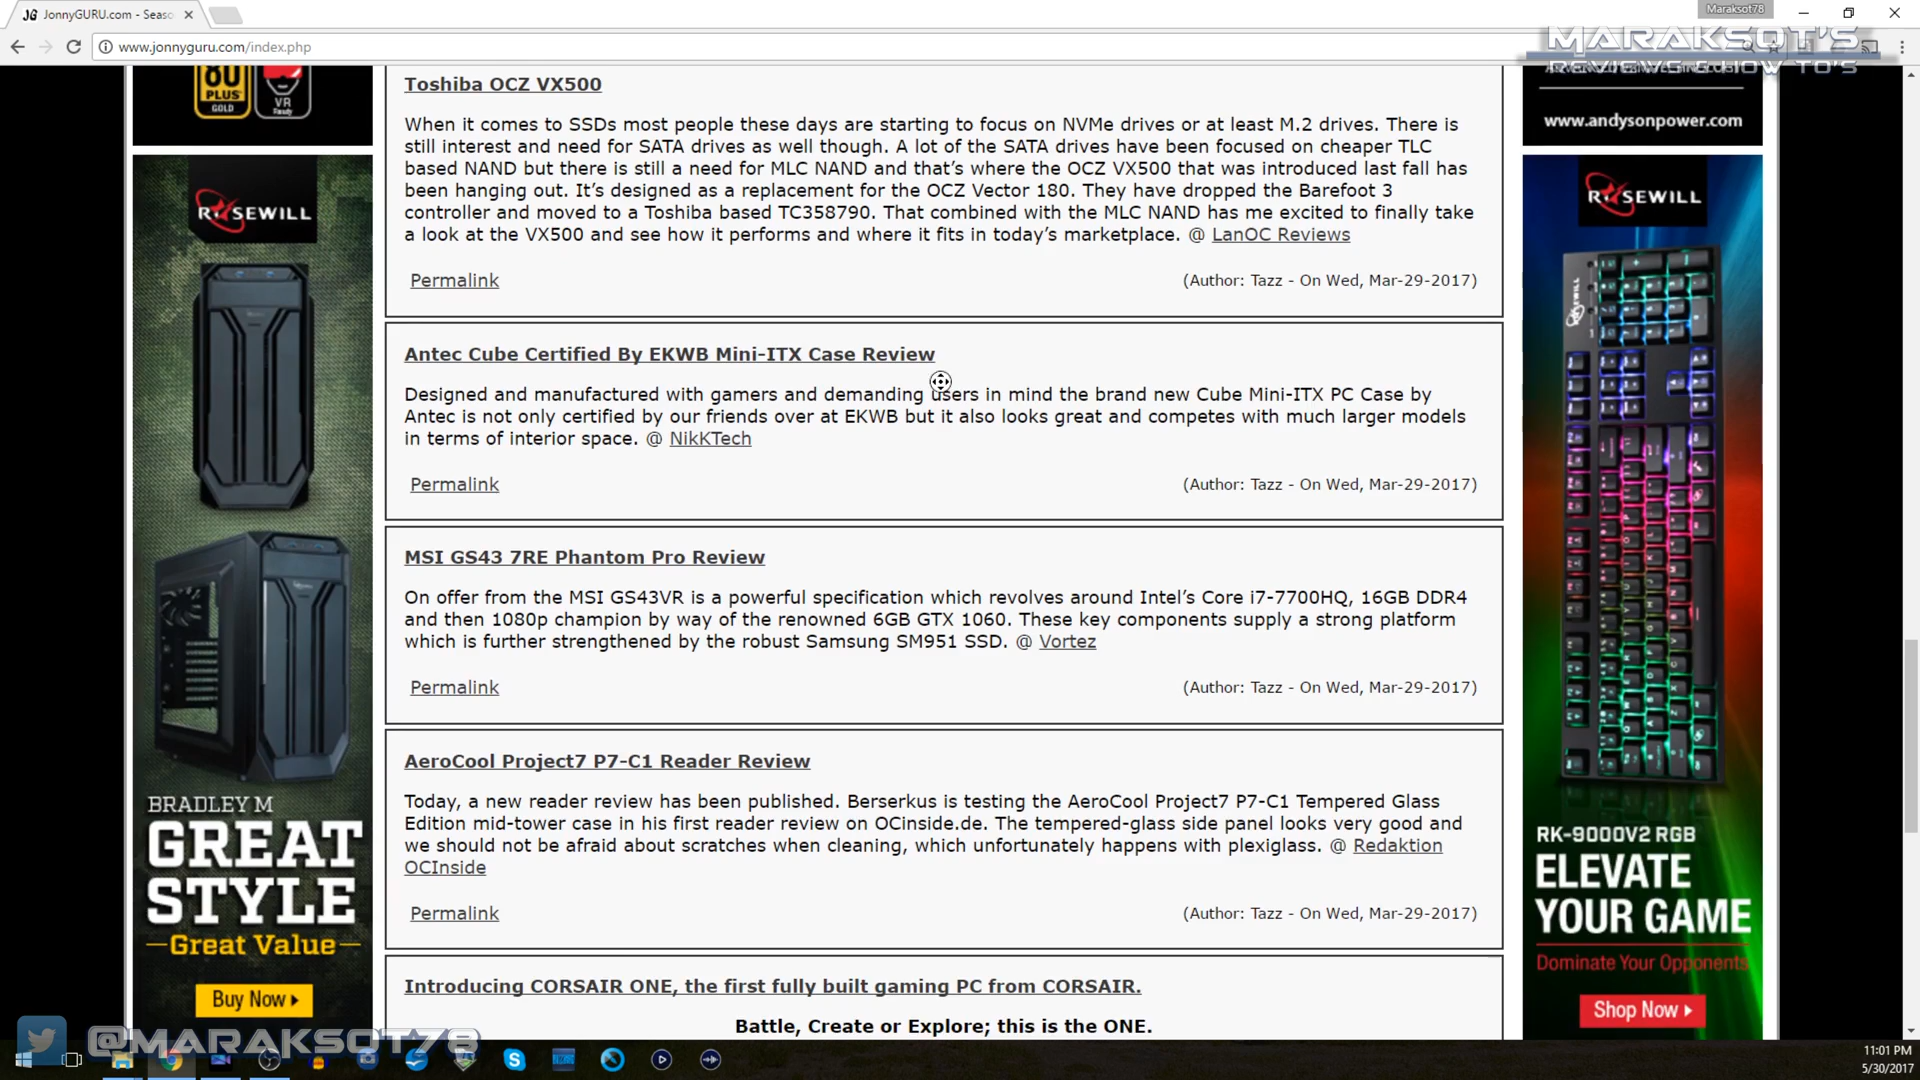 JG JonnyGURU.com - Seaso
Maraksot78
www.jonnyguru.com/index.php
MARAKSOT'S
REVIEWS & HOW TO'S
80
PLUS
GOLD
VR
Ready
ROSEWILL
BRADLEY M
GREAT
STYLE
Great Value
Buy Now
Toshiba OCZ VX500
When it comes to SSDs most people these days are starting to focus on NVMe drives or at least M.2 drives. There is
still interest and need for SATA drives as well though. A lot of the SATA drives have been focused on cheaper TLC
based NAND but there is still a need for MLC NAND and that’s where the OCZ VX500 that was introduced last fall has
been hanging out. It’s designed as a replacement for the OCZ Vector 180. They have dropped the Barefoot 3
controller and moved to a Toshiba based TC358790. That combined with the MLC NAND has me excited to finally take
a look at the VX500 and see how it performs and where it fits in today’s marketplace. @ LanOC Reviews
Permalink (Author: Tazz - On Wed, Mar-29-2017)
Antec Cube Certified By EKWB Mini-ITX Case Review
Designed and manufactured with gamers and demanding users in mind the brand new Cube Mini-ITX PC Case by
Antec is not only certified by our friends over at EKWB but it also looks great and competes with much larger models
in terms of interior space. @ NikKTech
Permalink (Author: Tazz - On Wed, Mar-29-2017)
MSI GS43 7RE Phantom Pro Review
On offer from the MSI GS43VR is a powerful specification which revolves around Intel’s Core i7-7700HQ, 16GB DDR4
and then 1080p champion by way of the renowned 6GB GTX 1060. These key components supply a strong platform
which is further strengthened by the robust Samsung SM951 SSD. @ Vortez
Permalink (Author: Tazz - On Wed, Mar-29-2017)
AeroCool Project7 P7-C1 Reader Review
Today, a new reader review has been published. Berserkus is testing the AeroCool Project7 P7-C1 Tempered Glass
Edition mid-tower case in his first reader review on OCinside.de. The tempered-glass side panel looks very good and
we should not be afraid about scratches when cleaning, which unfortunately happens with plexiglass. @ Redaktion
OCInside
Permalink (Author: Tazz - On Wed, Mar-29-2017)
Introducing CORSAIR ONE, the first fully built gaming PC from CORSAIR.
Battle, Create or Explore; this is the ONE.
www.andysonpower.com
ROSEWILL
ROSEWILL
RK-9000V2 RGB
ELEVATE
YOUR GAME
Dominate Your Opponents
Shop Now
@MARAKSOT78
11:01 PM
5/30/2017